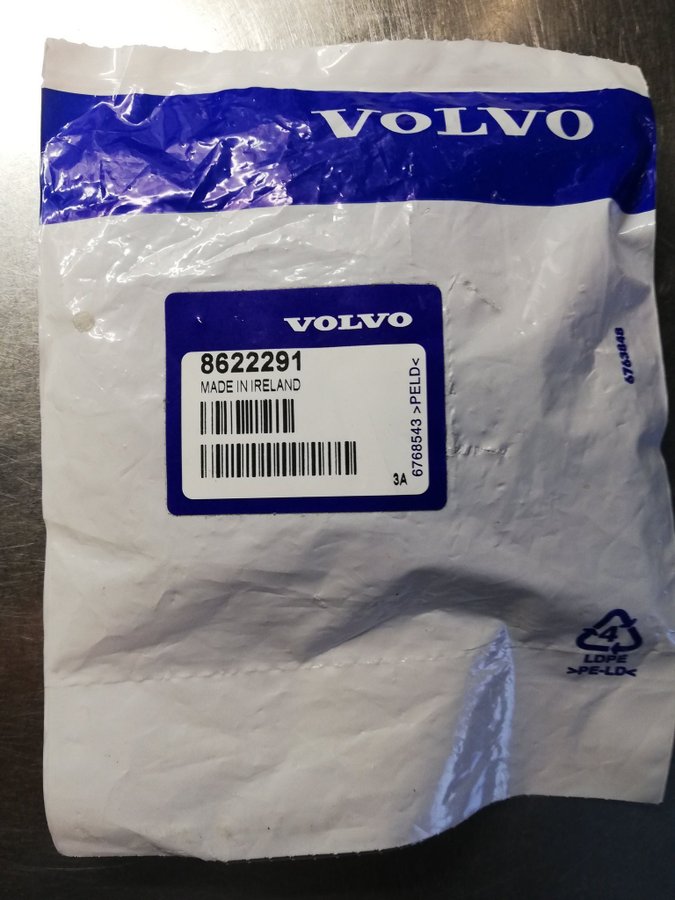 VOLVO
VOLVO
8622291
MADE IN IRELAND
6768543 >PELD<
3A
6763848
4
LDPE
>PE-LD<